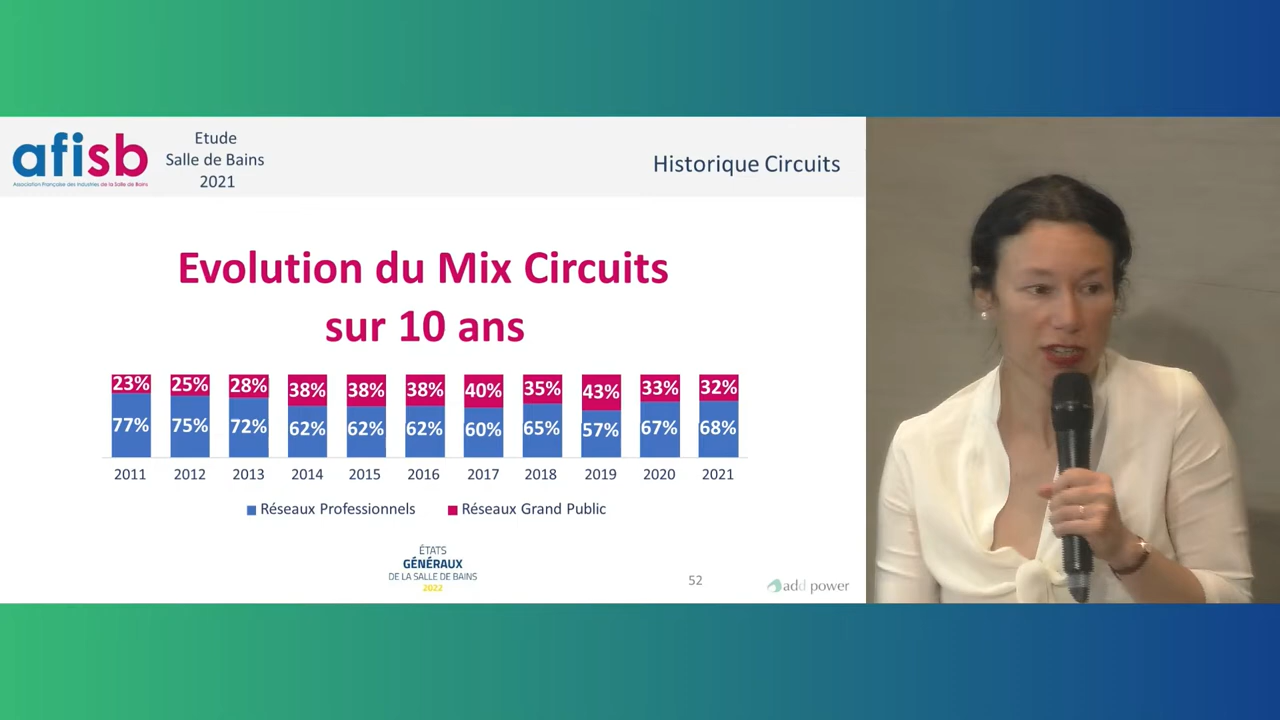 afisb
Association Française des Industries de la Salle de Bains
Etude
Salle de Bains
2021
Historique Circuits
Evolution du Mix Circuits
sur 10 ans
23% 25% 28% 38% 38% 38% 40% 35% 43% 33% 32%
77% 75% 72% 62% 62% 62% 60% 65% 57% 67% 68%
2011 2012 2013 2014 2015 2016 2017 2018 2019 2020 2021
Réseaux Professionnels Réseaux Grand Public
ÉTATS
GÉNÉRAUX
DE LA SALLE DE BAINS
2022
52
add power